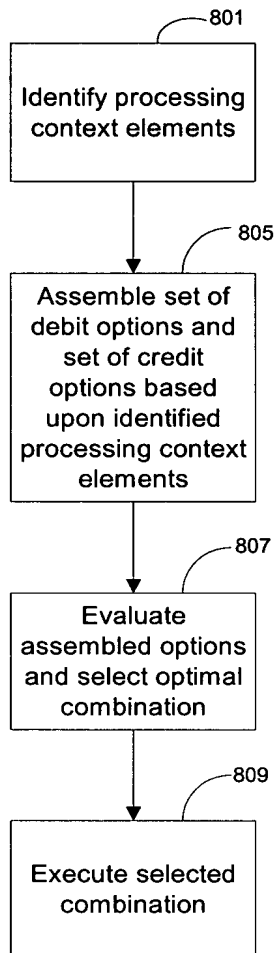 801
Identify processing
context elements
805
Assemble set of
debit options and
set of credit
options based
upon identified
processing context
elements
807
Evaluate
assembled options
and select optimal
combination
809
Execute selected
combination